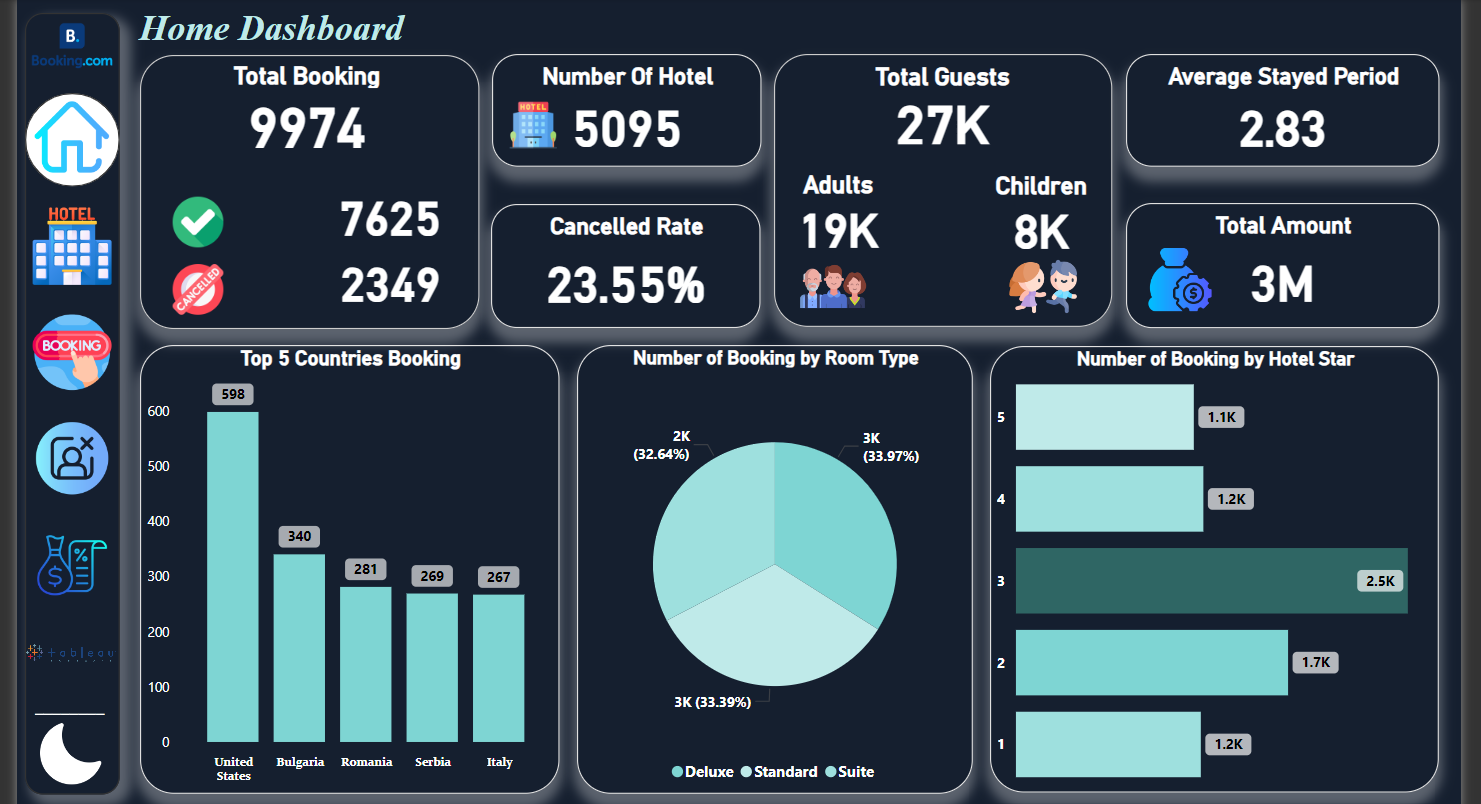 B.
Booking.com
HOTEL
BOOKING
%
$
tableau
Home Dashboard
Total Booking
9974
7625
CANCELLED
2349
Number Of Hotel
HOTEL
5095
Cancelled Rate
23.55%
Total Guests
27K
Adults
Children
19K
8K
Average Stayed Period
2.83
Total Amount
$
3M
Top 5 Countries Booking
600
500
400
300
200
100
0
598
340
281
269
267
United States
Bulgaria
Romania
Serbia
Italy
Number of Booking by Room Type
2K
(32.64%)
3K
(33.97%)
3K (33.39%)
Deluxe
Standard
Suite
Number of Booking by Hotel Star
5
1.1K
4
1.2K
3
2.5K
2
1.7K
1
1.2K